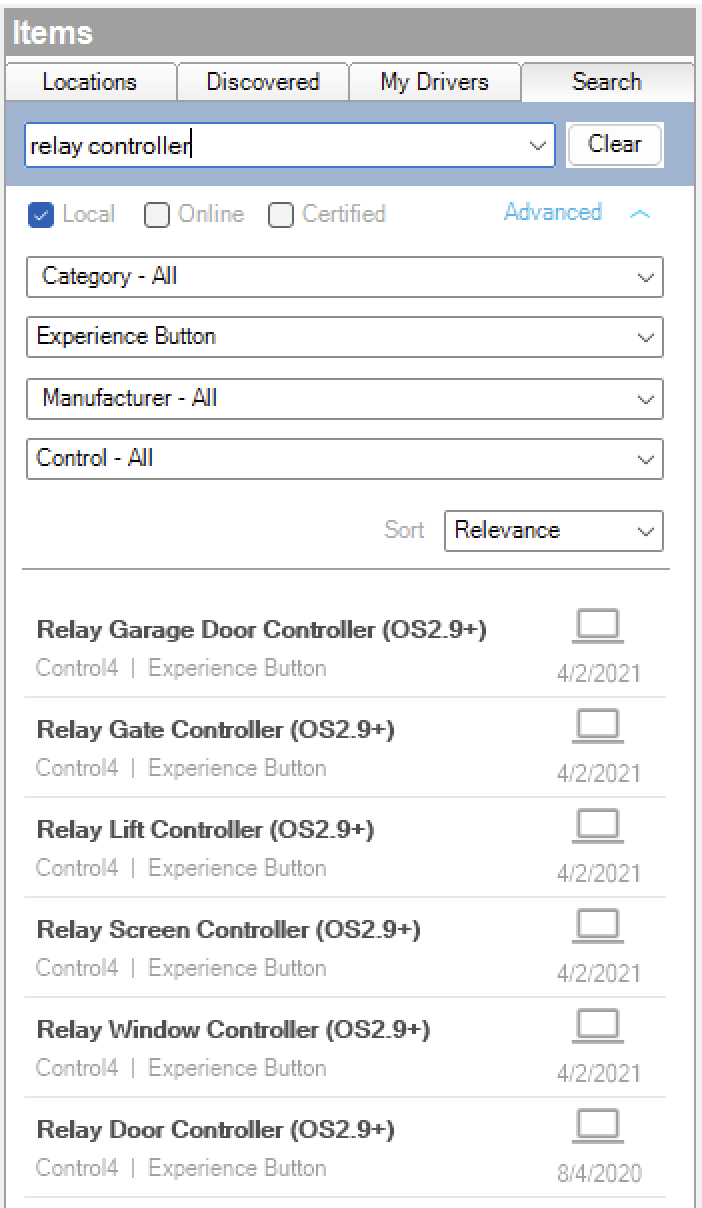 Items
Locations Discovered My Drivers Search
relay controller Clear
Local Online Certified Advanced
Category - All
Experience Button
Manufacturer - All
Control - All
Sort Relevance
Relay Garage Door Controller (OS2.9+)
Control4 | Experience Button 4/2/2021
Relay Gate Controller (OS2.9+)
Control4 | Experience Button 4/2/2021
Relay Lift Controller (OS2.9+)
Control4 | Experience Button 4/2/2021
Relay Screen Controller (OS2.9+)
Control4 | Experience Button 4/2/2021
Relay Window Controller (OS2.9+)
Control4 | Experience Button 4/2/2021
Relay Door Controller (OS2.9+)
Control4 | Experience Button 8/4/2020